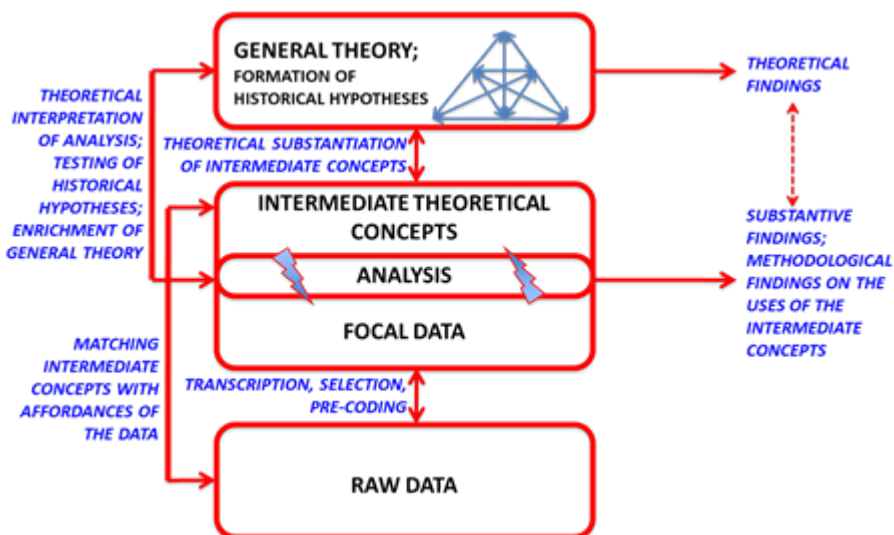 GENERAL THEORY;
FORMATION OF
HISTORICAL HYPOTHESES
THEORETICAL
FINDINGS
THEORETICAL
INTERPRETATION
OF ANALYSIS;
TESTING OF
HISTORICAL
HYPOTHESES;
ENRICHMENT OF
GENERAL THEORY
THEORETICAL SUBSTANTIATION
OF INTERMEDIATE CONCEPTS
INTERMEDIATE THEORETICAL
CONCEPTS
ANALYSIS
FOCAL DATA
SUBSTANTIVE
FINDINGS;
METHODOLOGICAL
FINDINGS ON THE
USES OF THE
INTERMEDIATE
CONCEPTS
MATCHING
INTERMEDIATE
CONCEPTS WITH
AFFORDANCES OF
THE DATA
TRANSCRIPTION, SELECTION,
PRE-CODING
RAW DATA